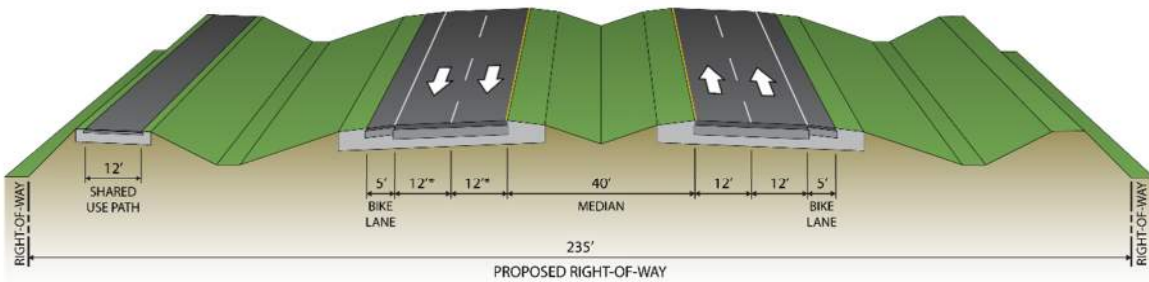 12'
SHARED
USE PATH
5'
BIKE
LANE
12'*
12'*
40'
MEDIAN
12'
12'
5'
BIKE
LANE
RIGHT-OF-WAY
RIGHT-OF-WAY
235'
PROPOSED RIGHT-OF-WAY